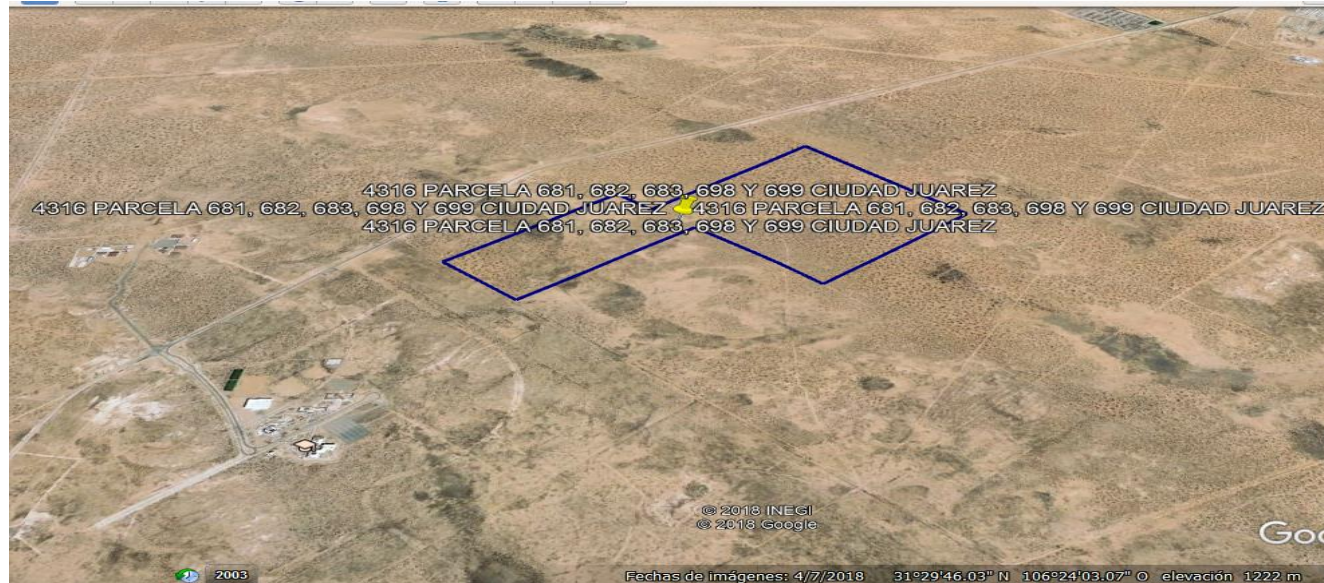 4316 PARCELA 681, 682, 683, 698 Y 699 CIUDAD JUAREZ
4316 PARCELA 681, 682, 683, 698 Y 699 CIUDAD JUAREZ 4316 PARCELA 681, 682, 683, 698 Y 699 CIUDAD JUAREZ
4316 PARCELA 681, 682, 683, 698 Y 699 CIUDAD JUAREZ
© 2018 INEGI
© 2018 Google
Goo
2003 Fechas de imágenes: 4/7/2018 31°29'46.03" N 106°24'03.07" O elevación 1222 m